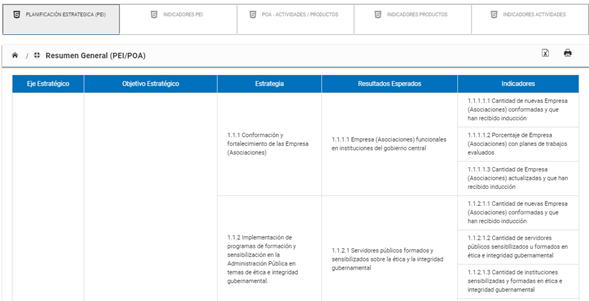 PLANIFICACIÓN ESTRATEGICA (PEI)
INDICADORES PEI
POA - ACTIVIDADES / PRODUCTOS
INDICADORES PRODUCTOS
INDICADORES ACTIVIDADES
/ Resumen General (PEI/POA)
Eje Estratégico
Objetivo Estratégico
Estrategia
Resultados Esperados
Indicadores
1.1.1 Conformación y
fortalecimiento de las Empresa
(Asociaciones)
1.1.1.1 Empresa (Asociaciones) funcionales
en instituciones del gobierno central
1.1.1.1.1 Cantidad de nuevas Empresa
(Asociaciones) conformadas y que
han recibido inducción
1.1.1.1.2 Porcentaje de Empresa
(Asociaciones) con planes de trabajos
evaluados
1.1.1.1.3 Cantidad de Empresa
(Asociaciones) actualizadas y que han
recibido inducción
1.1.2 Implementación de
programas de formación y
sensibilización en la
Administración Pública en
temas de ética e integridad
gubernamental.
1.1.2.1 Servidores públicos formados y
sensibilizados sobre la ética y la integridad
gubernamental
1.1.2.1.1 Cantidad de nuevas Empresa
(Asociaciones) conformadas y que
han recibido inducción
1.1.2.1.2 Cantidad de servidores
públicos sensibilizados u formados en
ética e integridad gubernamental
1.1.2.1.3 Cantidad de instituciones
sensibilizadas y formadas en ética e
integridad gubernamental